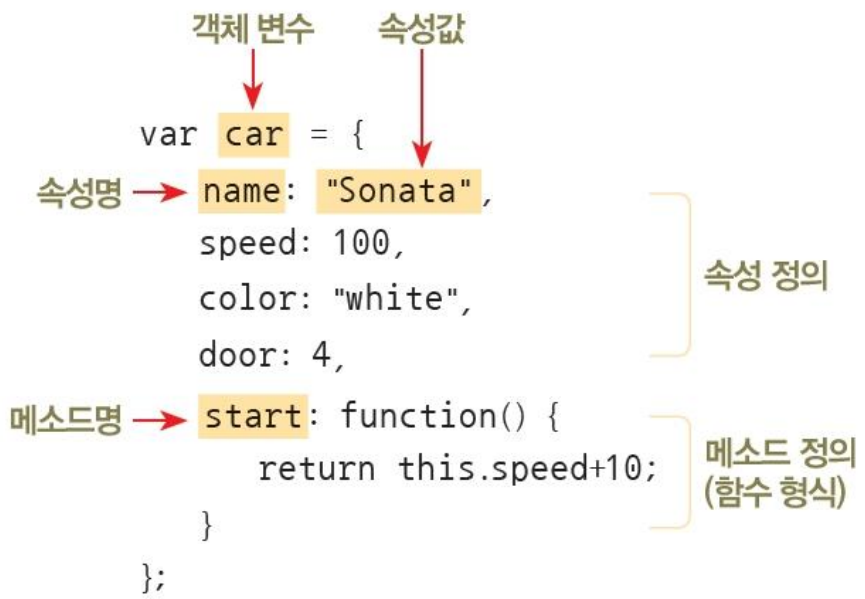 객체 변수 속성값
var car = {
속성명 name: "Sonata",
speed: 100,
color: "white",
속성 정의
door: 4,
메소드명 start: function() {
return this.speed+10;
메소드 정의
(함수 형식)
}
};